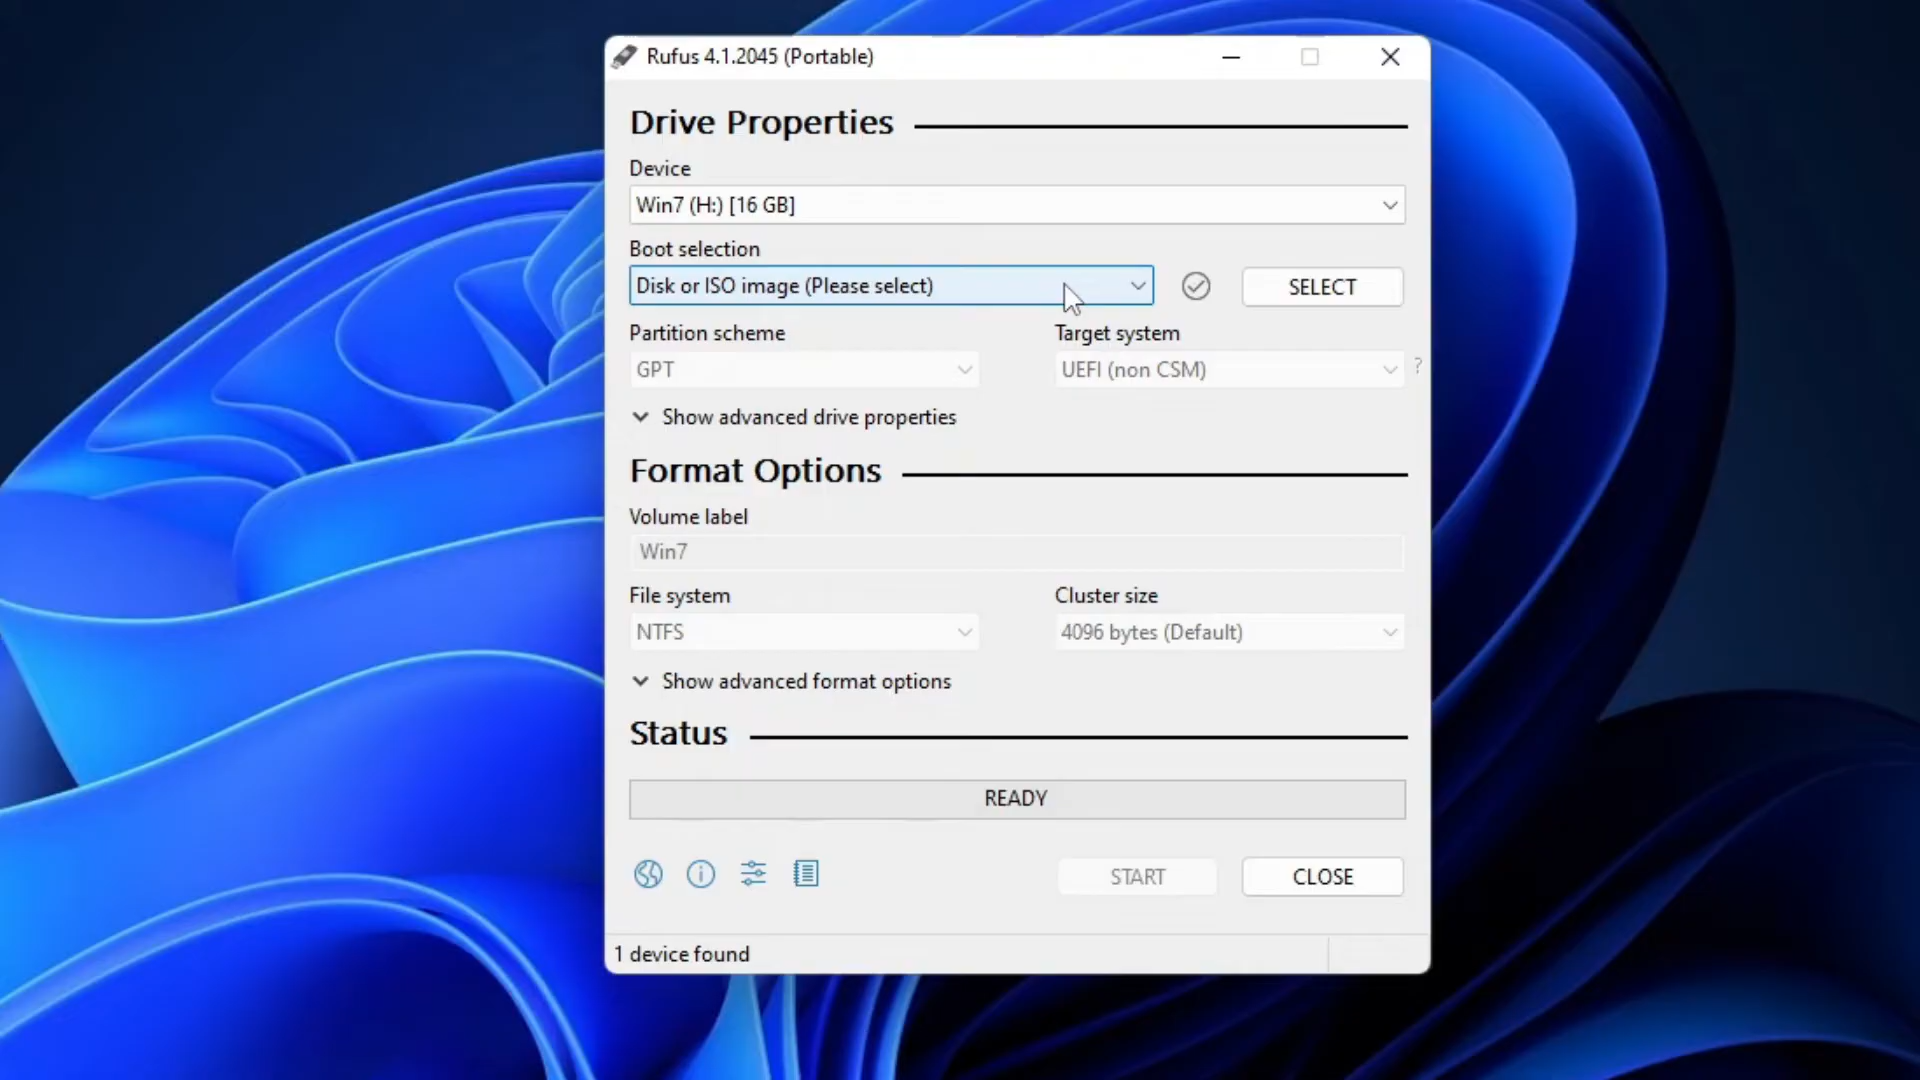 Rufus 4.1.2045 (Portable)
Drive Properties
Device
Win7 (H:) [16 GB]
Boot selection
Disk or ISO image (Please select)
SELECT
Partition scheme
Target system
GPT
UEFI (non CSM)
?
Show advanced drive properties
Format Options
Volume label
Win7
File system
Cluster size
NTFS
4096 bytes (Default)
Show advanced format options
Status
READY
START
CLOSE
1 device found